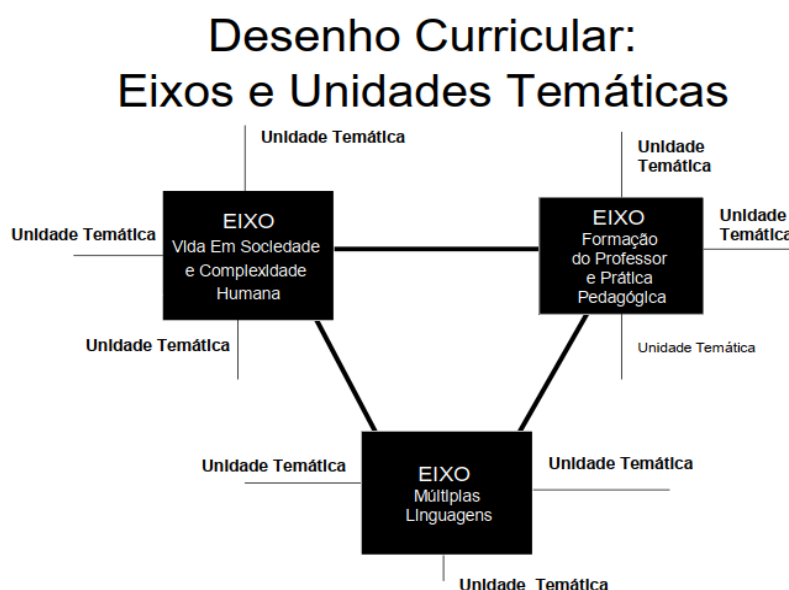 Desenho Curricular:
Eixos e Unidades Temáticas
Unidade Temática
Unidade
Temática
EIXO
Vida Em Sociedade
e Complexidade
Humana
EIXO
Formação
do Professor
e Prática
Pedagógica
Unidade Temática
Unidade
Temática
Unidade Temática
Unidade Temática
Unidade Temática
EIXO
Múltiplas
Linguagens
Unidade Temática
Unidade Temática